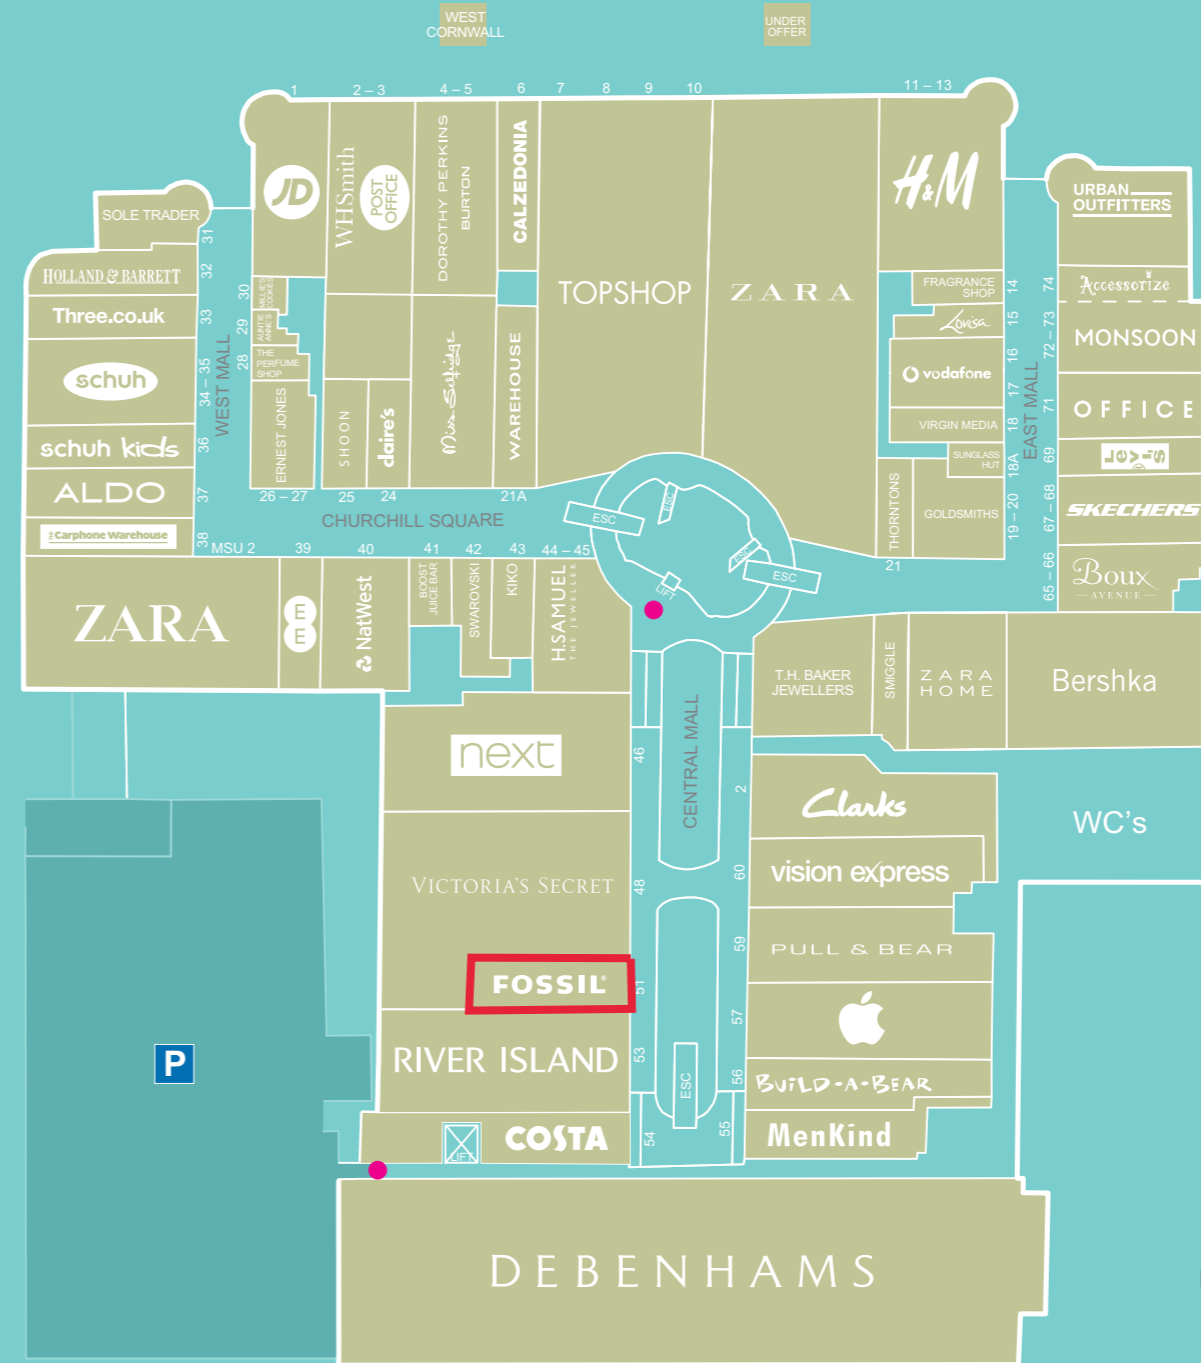 WEST
CORNWALL
UNDER
OFFER
1
2 – 3
4 – 5
6
7
8
9
10
11 – 13
JD
WHSmith
POST
OFFICE
DOROTHY PERKINS
BURTON
CALZEDONIA
TOPSHOP
ZARA
H&M
URBAN
OUTFITTERS
SOLE TRADER
31
HOLLAND & BARRETT
32
Three.co.uk
33
schuh
34 – 35
schuh kids
36
ALDO
37
THE Carphone Warehouse
38
WEST MALL
30
MILLIE'S
COOKIES
29
AUNTIE
ANNE'S
28
THE
PERFUME
SHOP
ERNEST JONES
26 – 27
SHOON
25
claire's
24
Miss Selfridge
WAREHOUSE
21A
FRAGRANCE
SHOP
14
Lovisa
15
16
vodafone
17
VIRGIN MEDIA
18
SUNGLASS
HUT
18A
THORNTONS
GOLDSMITHS
19 – 20
21
EAST MALL
74
Accessorize
72 – 73
MONSOON
71
OFFICE
69
Levi's
67 – 68
SKECHERS
65 – 66
Boux
AVENUE
CHURCHILL SQUARE
ESC
ESC
ESC
ESC
LIFT
MSU 2
39
40
41
42
43
44 – 45
ZARA
E
E
NatWest
BOOST
JUICE BAR
SWAROVSKI
KIKO
H.SAMUEL
THE JEWELLER
T.H. BAKER
JEWELLERS
SMIGGLE
ZARA
HOME
Bershka
next
46
CENTRAL MALL
2
Clarks
WC's
VICTORIA'S SECRET
48
60
vision express
59
PULL & BEAR
FOSSIL®
51
57
RIVER ISLAND
53
ESC
56
BUILD-A-BEAR
P
LIFT
COSTA
54
55
MenKind
DEBENHAMS